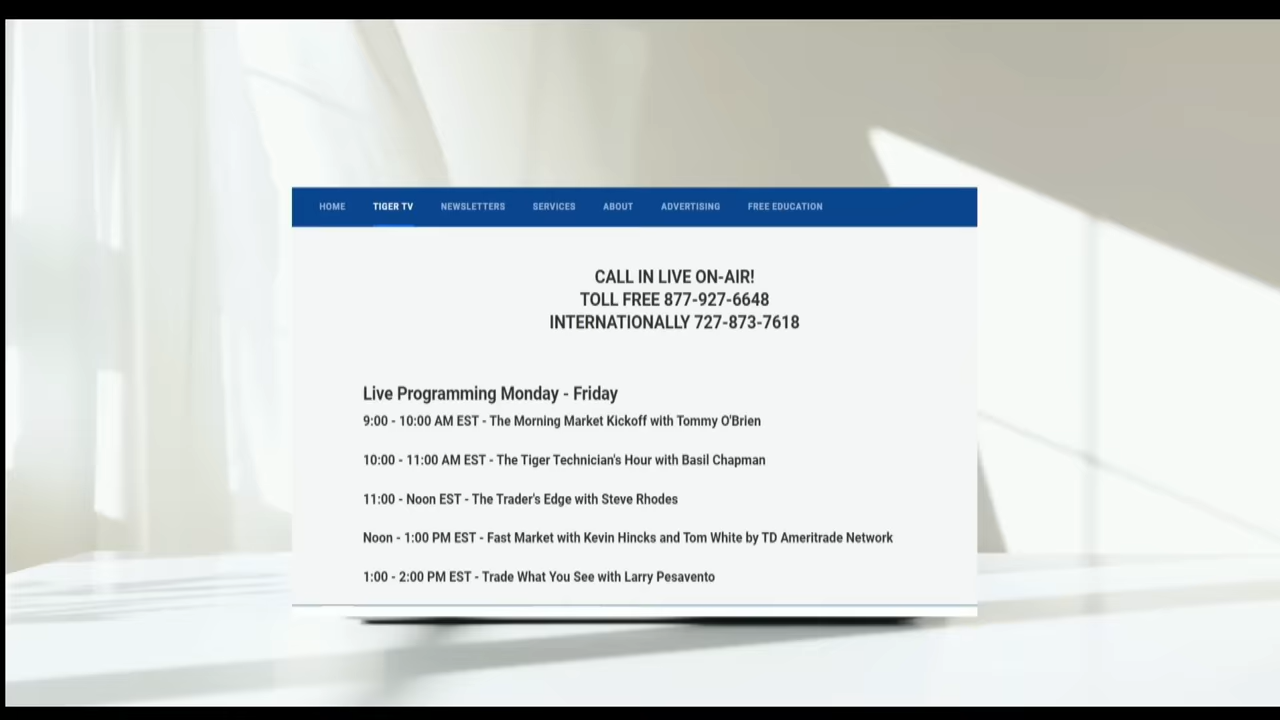 HOME TIGER TV NEWSLETTERS SERVICES ABOUT ADVERTISING FREE EDUCATION
CALL IN LIVE ON-AIR!
TOLL FREE 877-927-6648
INTERNATIONALLY 727-873-7618
Live Programming Monday - Friday
9:00 - 10:00 AM EST - The Morning Market Kickoff with Tommy O'Brien
10:00 - 11:00 AM EST - The Tiger Technician's Hour with Basil Chapman
11:00 - Noon EST - The Trader's Edge with Steve Rhodes
Noon - 1:00 PM EST - Fast Market with Kevin Hincks and Tom White by TD Ameritrade Network
1:00 - 2:00 PM EST - Trade What You See with Larry Pesavento